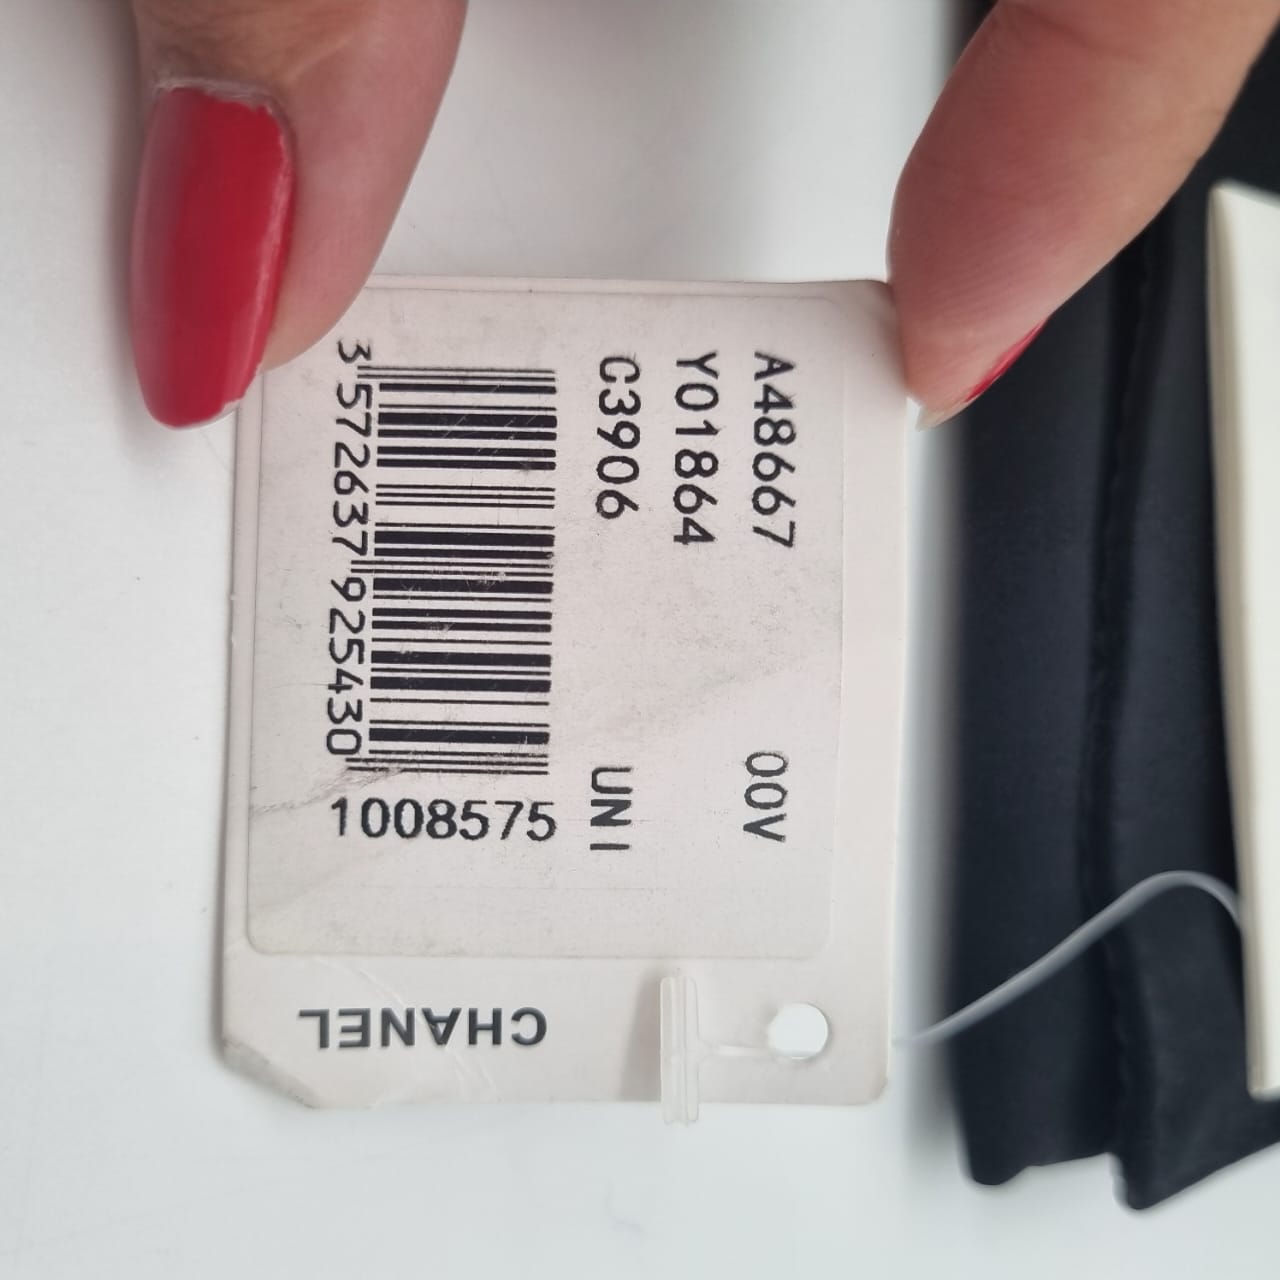 A48667 00V
Y01864
C3906 UNI
3 572637 925430
1008575
CHANEL